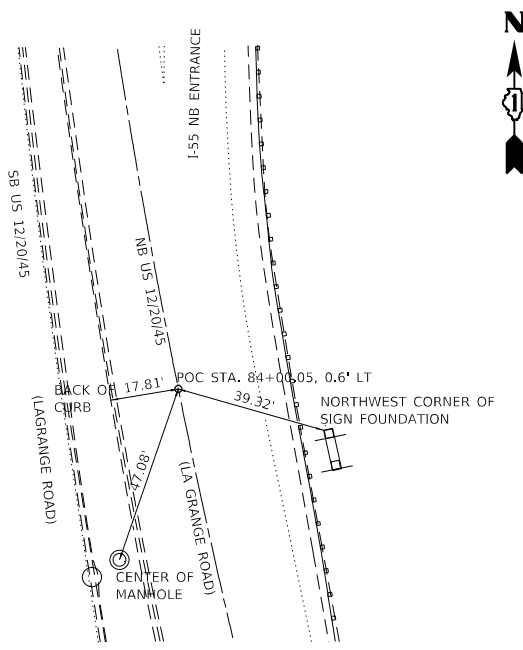 N
1
I-55 NB ENTRANCE
SB US 12/20/45
NB US 12/20/45
POC STA. 84+00.05, 0.6' LT
BACK OF
CURB
17.81'
39.32'
NORTHWEST CORNER OF
SIGN FOUNDATION
(LAGRANGE ROAD)
47.08'
(LA GRANGE ROAD)
CENTER OF
MANHOLE